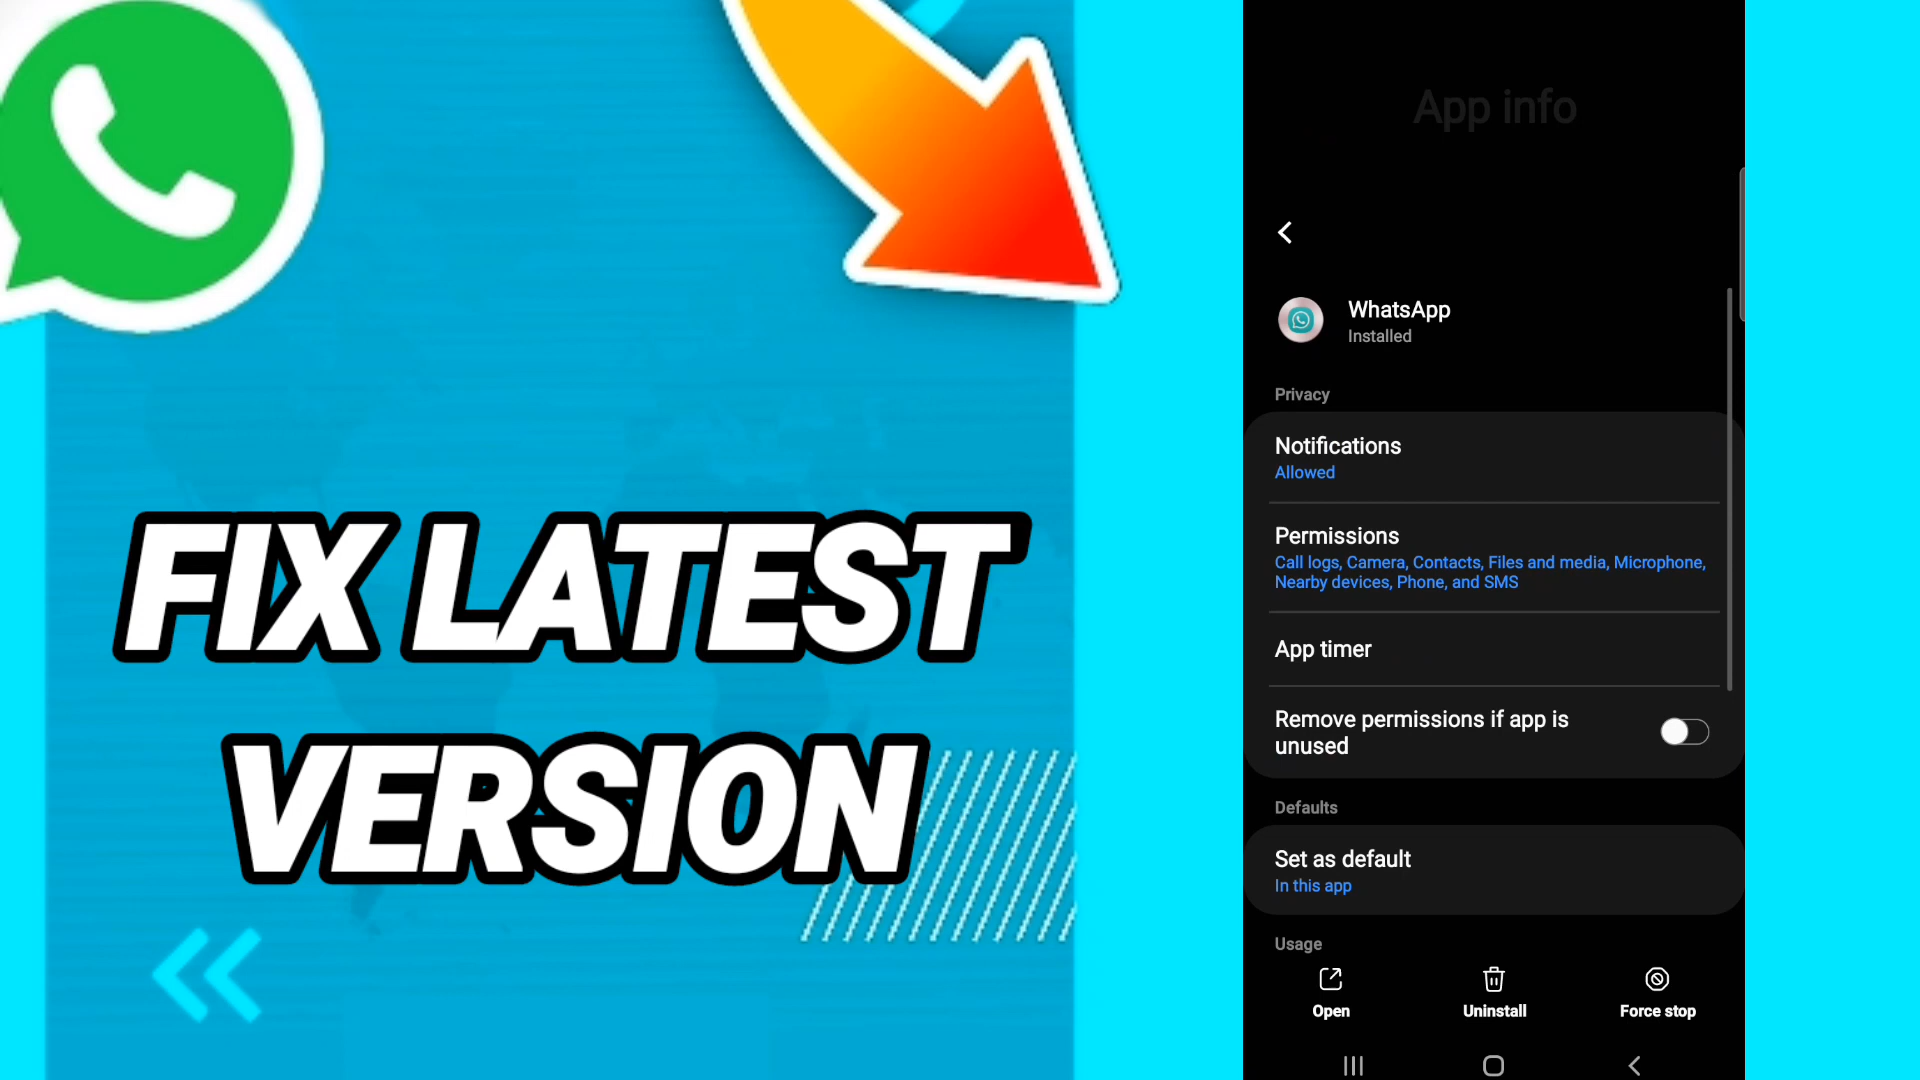 FIX LATEST
VERSION
App info
WhatsApp
Installed
Privacy
Notifications
Allowed
Permissions
Call logs, Camera, Contacts, Files and media, Microphone,
Nearby devices, Phone, and SMS
App timer
Remove permissions if app is
unused
Defaults
Set as default
In this app
Usage
Open
Uninstall
Force stop